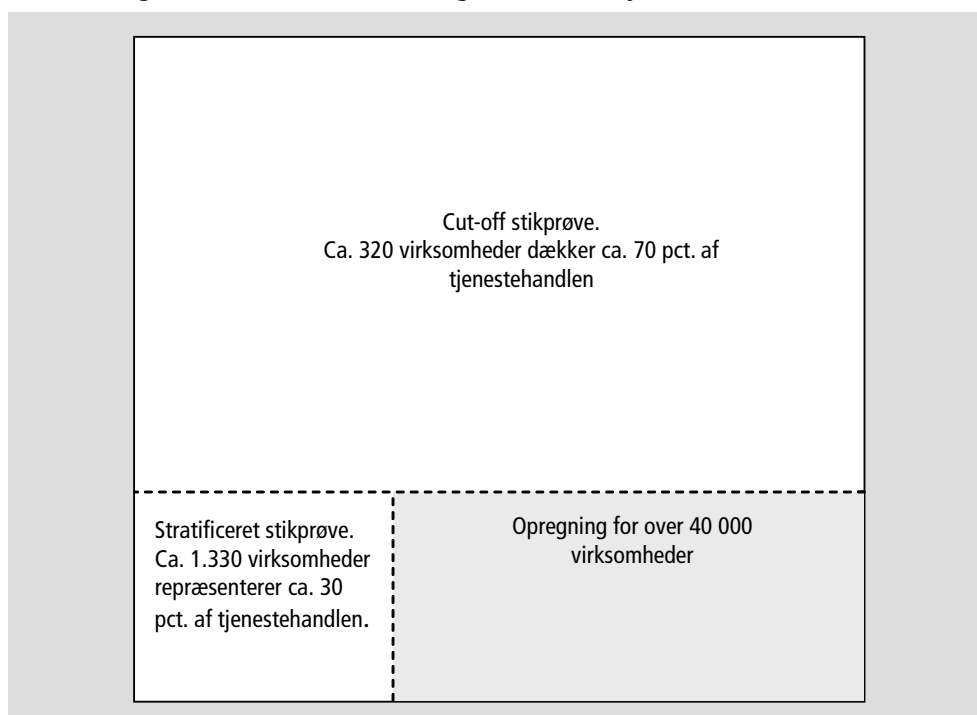 Cut-off stikprøve.
Ca. 320 virksomheder dækker ca. 70 pct. af
tjenestehandlen
Stratificeret stikprøve.
Ca. 1.330 virksomheder
repræsenterer ca. 30
pct. af tjenestehandlen.
Opregning for over 40 000
virksomheder